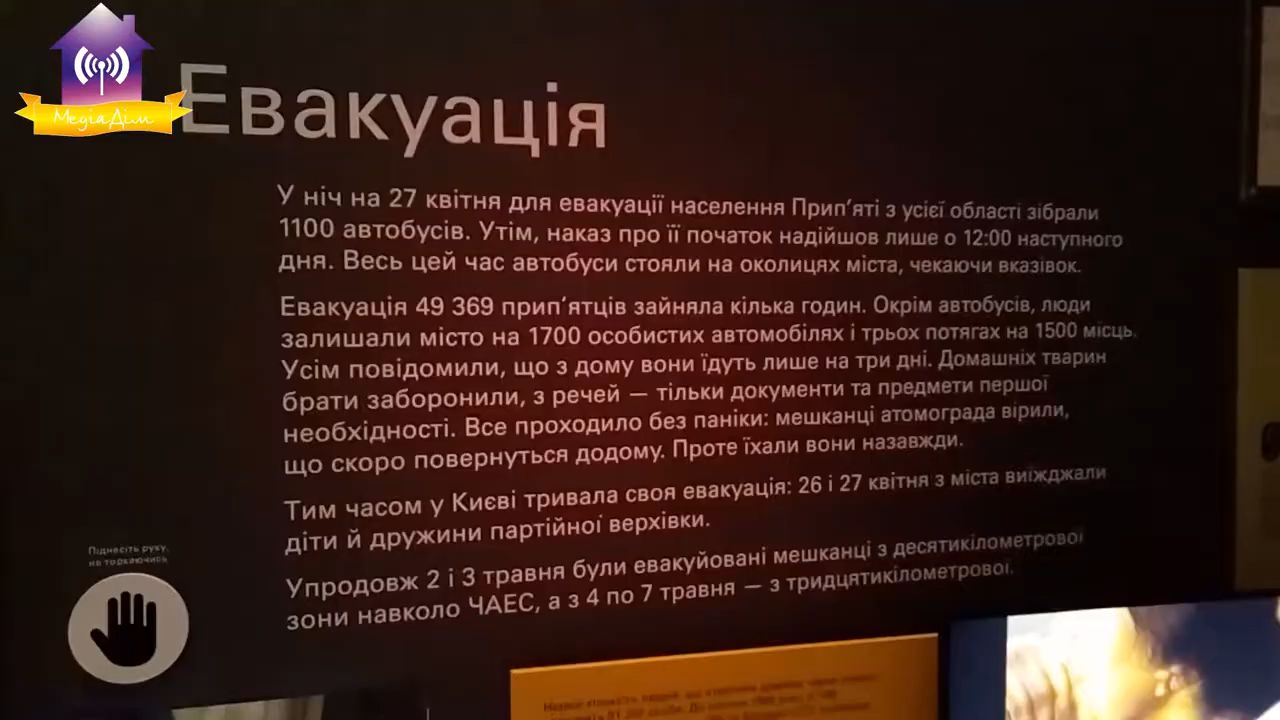 МедіаДім
Евакуація
У ніч на 27 квітня для евакуації населення Прип’яті з усієї області зібрали
1100 автобусів. Утім, наказ про її початок надійшов лише о 12:00 наступного
дня. Весь цей час автобуси стояли на околицях міста, чекаючи вказівок.
Евакуація 49 369 прип’ятців зайняла кілька годин. Окрім автобусів, люди
залишали місто на 1700 особистих автомобілях і трьох потягах на 1500 місць.
Усім повідомили, що з дому вони їдуть лише на три дні. Домашніх тварин
брати заборонили, з речей — тільки документи та предмети першої
необхідності. Все проходило без паніки: мешканці атомограда вірили,
що скоро повернуться додому. Проте їхали вони назавжди.
Тим часом у Києві тривала своя евакуація: 26 і 27 квітня з міста виїжджали
діти й дружини партійної верхівки.
Упродовж 2 і 3 травня були евакуйовані мешканці з десятикілометрової
зони навколо ЧАЕС, а з 4 по 7 травня — з тридцятикілометрової.
Піднесіть руку,
не торкаючись